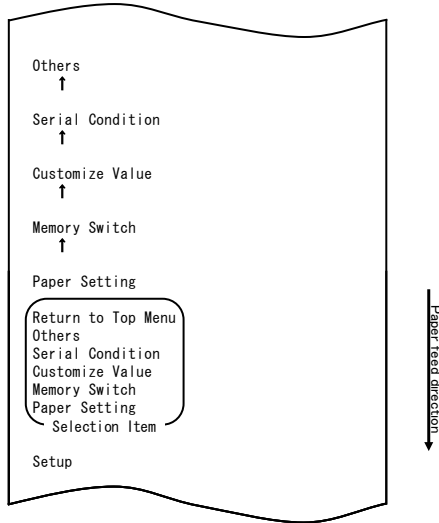 Others
↑
Serial Condition
↑
Customize Value
↑
Memory Switch
↑
Paper Setting
Return to Top Menu
Others
Serial Condition
Customize Value
Memory Switch
Paper Setting
Selection Item
Setup
Paper feed direction